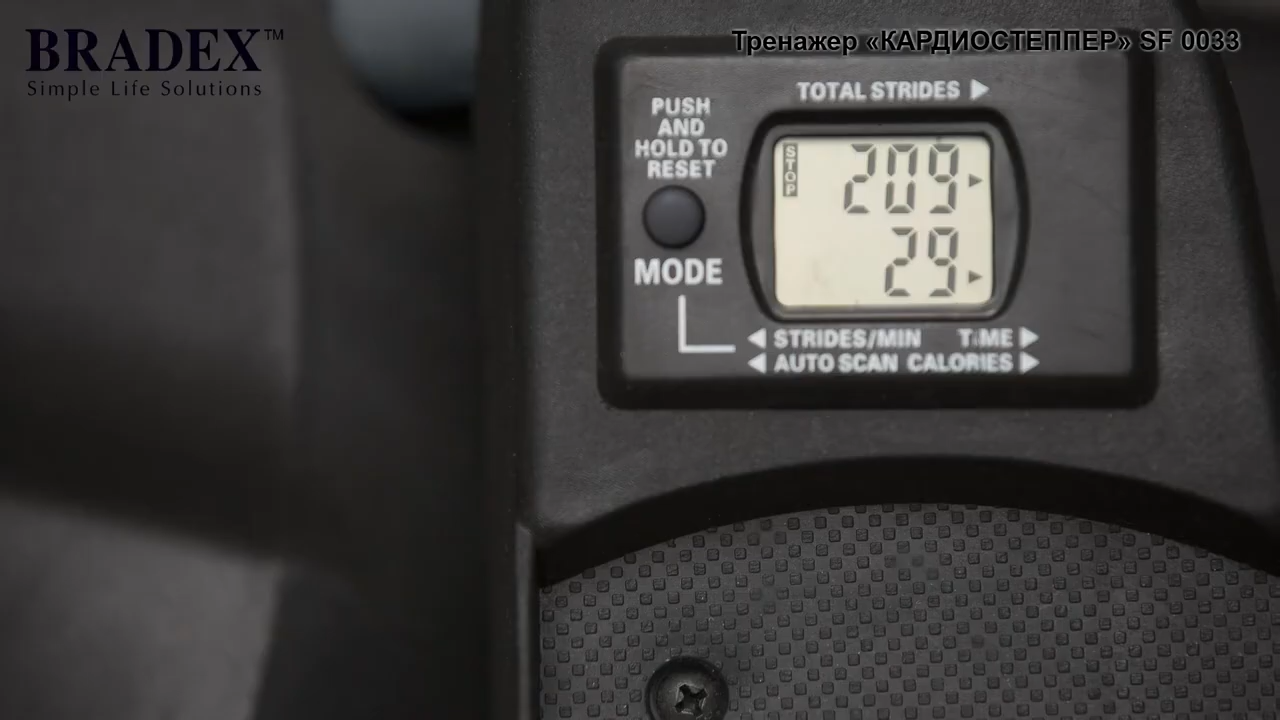 BRADEX™
Simple Life Solutions
Тренажер «КАРДИОСТЕППЕР» SF 0033
TOTAL STRIDES ▶
PUSH
AND
HOLD TO
RESET
MODE
STOP
209
29
◀ STRIDES/MIN TIME ▶
◀ AUTO SCAN CALORIES ▶